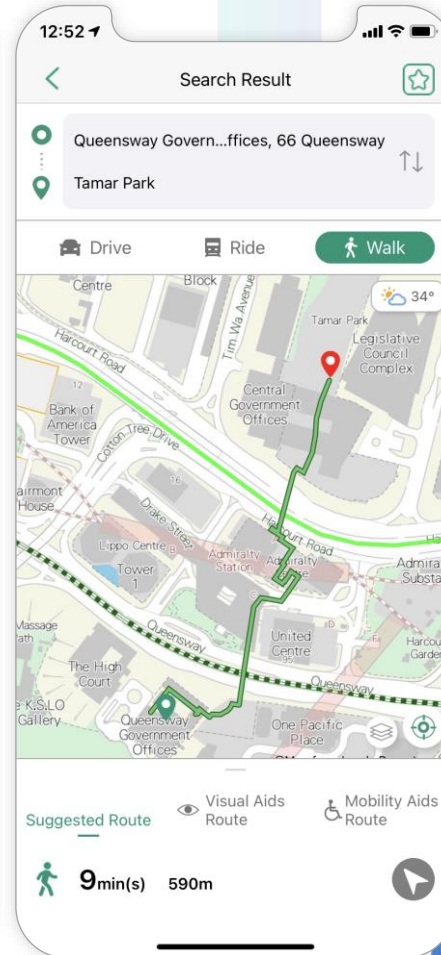 12:52
Search Result
Queensway Govern...ffices, 66 Queensway
Tamar Park
Drive
Ride
Walk
34°
Centre
Block
Tim Wa Avenue
Tamar Park
Legislative
Council
Complex
Harcourt Road
12
Central
Government
Offices
Bank of
America
Tower
Cotton Tree Drive
16
airmont
House
Drake Street
Harcourt Road
Lippo Centre
Tower
1
Admiralty
Station
B
Admiralty
Admira
Substa
Massage
Path
Queensway
United
Centre
95
D
F
Harcou
Garde
The High
Court
Queensway
e K.S.LO
Gallery
Queensway
Government
Offices
One Pacific
Place
Suggested Route
Visual Aids
Route
Mobility Aids
Route
9min(s) 590m